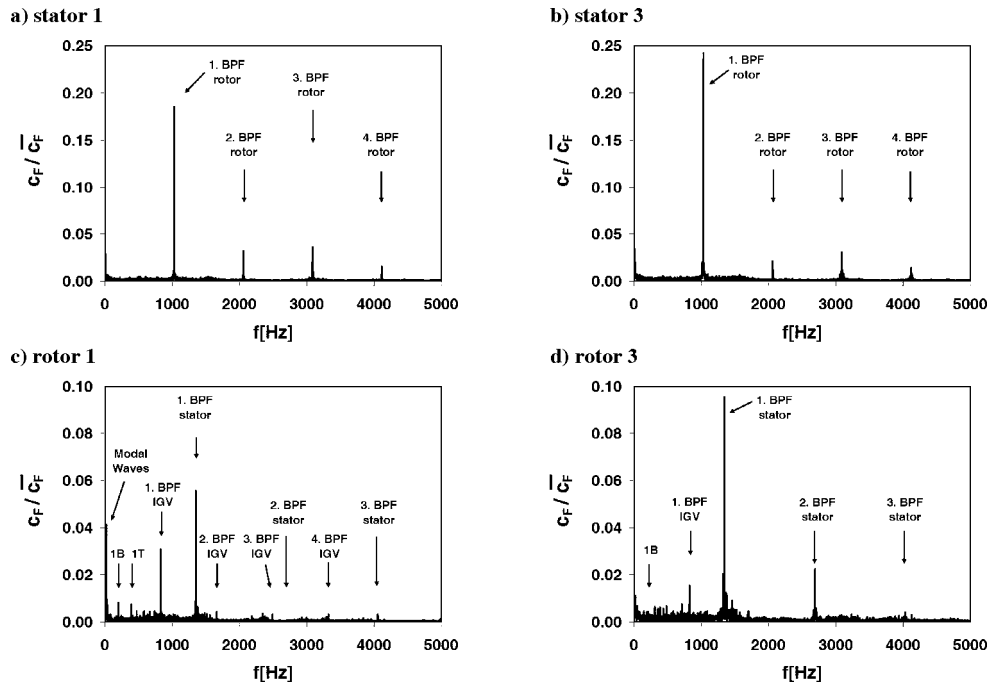 a) stator 1
0.25
0.20
0.15
0.10
0.05
0.00
c_F / c̅_F
1. BPF
rotor
2. BPF
rotor
3. BPF
rotor
4. BPF
rotor
0
1000
2000
3000
4000
5000
f[Hz]
b) stator 3
0.25
0.20
0.15
0.10
0.05
0.00
c_F / c̅_F
1. BPF
rotor
2. BPF
rotor
3. BPF
rotor
4. BPF
rotor
0
1000
2000
3000
4000
5000
f[Hz]
c) rotor 1
0.10
0.08
0.06
0.04
0.02
0.00
c_F / c̅_F
Modal
Waves
1B
1T
1. BPF
IGV
1. BPF
stator
2. BPF
IGV
3. BPF
IGV
2. BPF
stator
4. BPF
IGV
3. BPF
stator
0
1000
2000
3000
4000
5000
f[Hz]
d) rotor 3
0.10
0.08
0.06
0.04
0.02
0.00
c_F / c̅_F
1B
1. BPF
IGV
1. BPF
stator
2. BPF
stator
3. BPF
stator
0
1000
2000
3000
4000
5000
f[Hz]